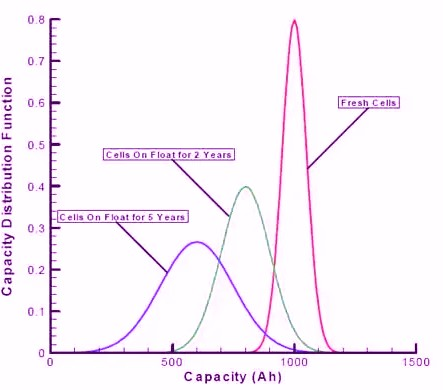 0.8
0.7
0.6
0.5
0.4
0.3
0.2
0.1
0
Capacity Distribution Function
Fresh Cells
Cells On Float for 2 Years
Cells On Float for 5 Years
0 500 1000 1500
Capacity (Ah)